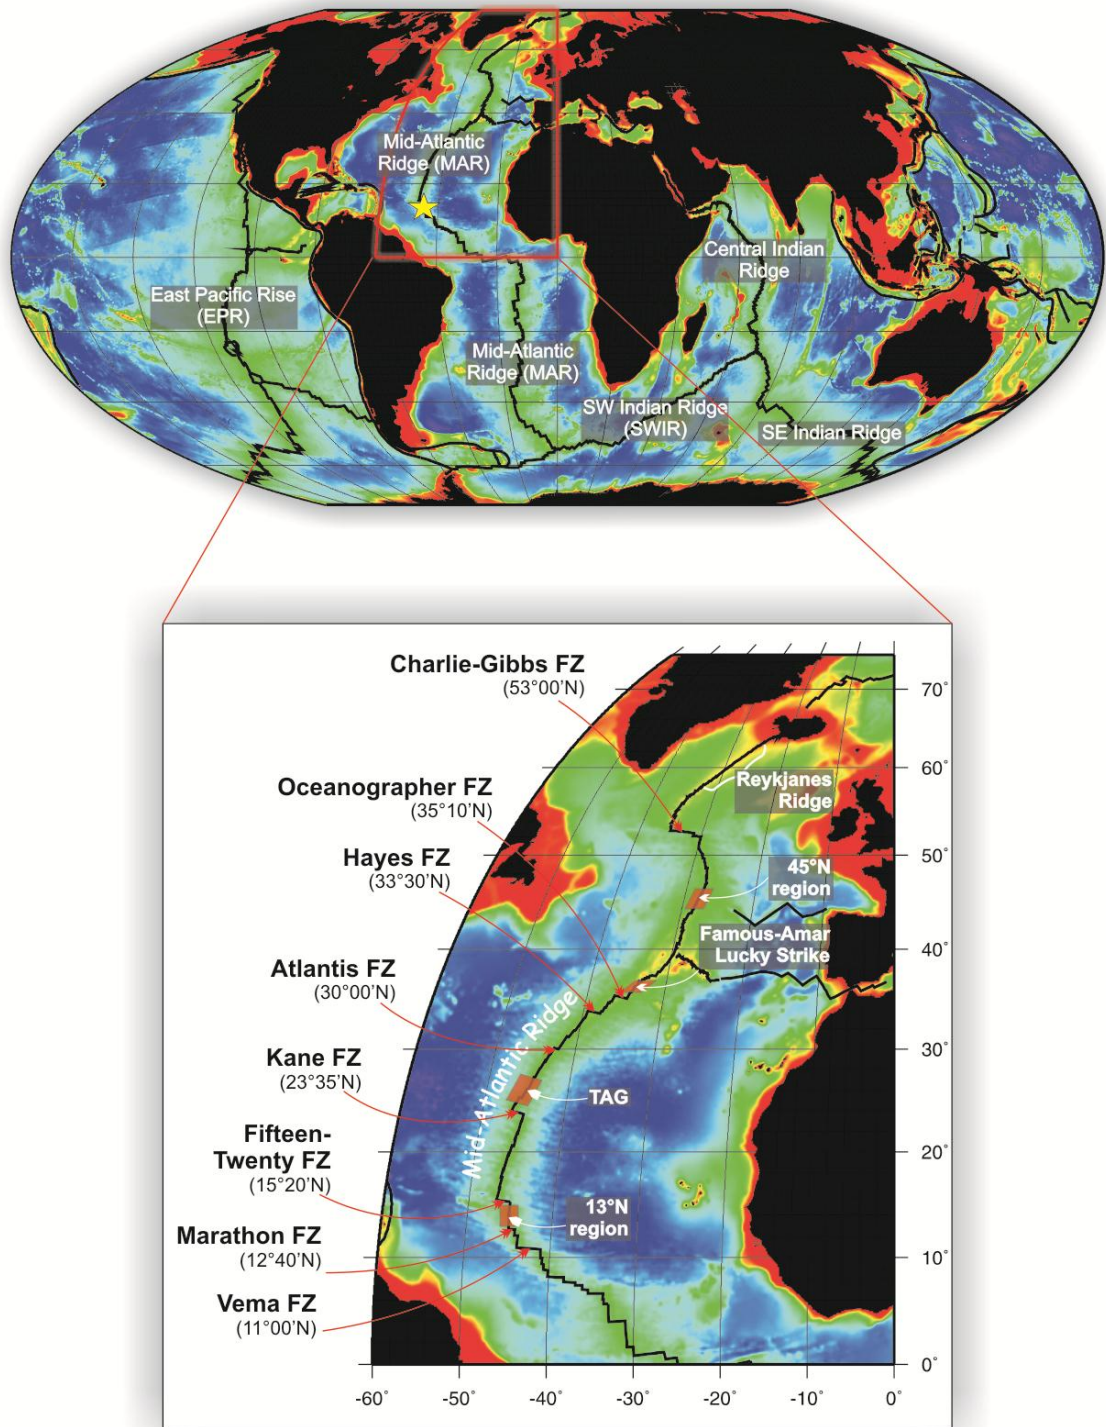 Mid-Atlantic
Ridge (MAR)
Central Indian
Ridge
East Pacific Rise
(EPR)
Mid-Atlantic
Ridge (MAR)
SW Indian Ridge
(SWIR)
SE Indian Ridge
Charlie-Gibbs FZ
(53°00'N)
70°
60°
Reykjanes
Ridge
Oceanographer FZ
(35°10'N)
Hayes FZ
(33°30'N)
50°
45°N
region
Famous-Amar
Lucky Strike
40°
Atlantis FZ
(30°00'N)
Mid-Atlantic Ridge
30°
Kane FZ
(23°35'N)
TAG
Fifteen-
Twenty FZ
(15°20'N)
20°
13°N
region
Marathon FZ
(12°40'N)
10°
Vema FZ
(11°00'N)
0°
-60° -50° -40° -30° -20° -10° 0°